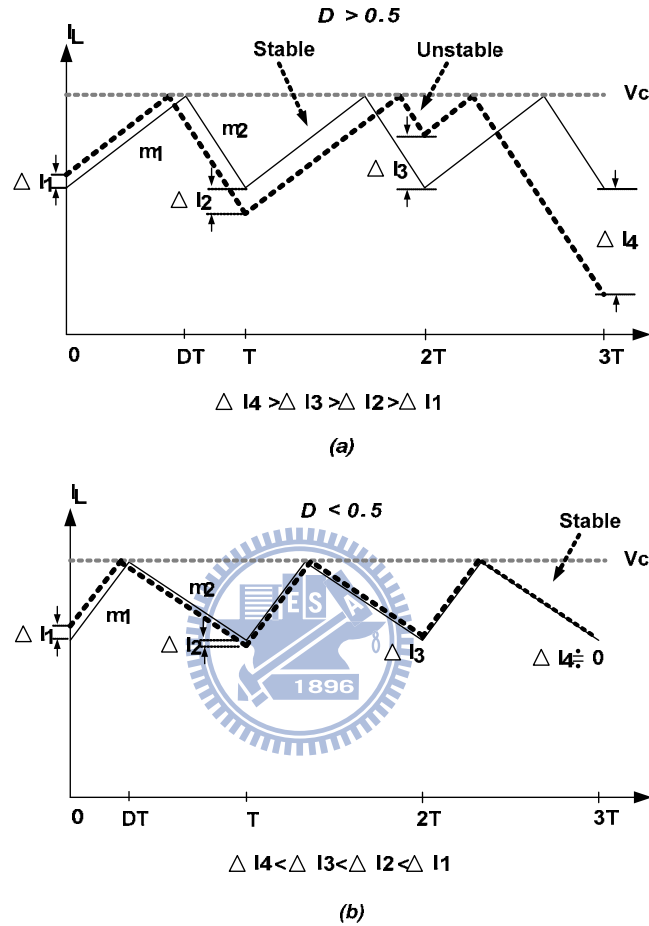 D > 0.5
IL
Stable
Unstable
Vc
m1
m2
△ I1
△ I2
△ I3
△ I4
0
DT
T
2T
3T
△ I4 >△ I3 >△ I2 >△ I1
(a)
IL
D < 0.5
Stable
Vc
m1
m2
△ I1
△ I2
△ I3
△ I4≑ 0
ES
A
1896
0
DT
T
2T
3T
△ I4<△ I3<△ I2<△ I1
(b)